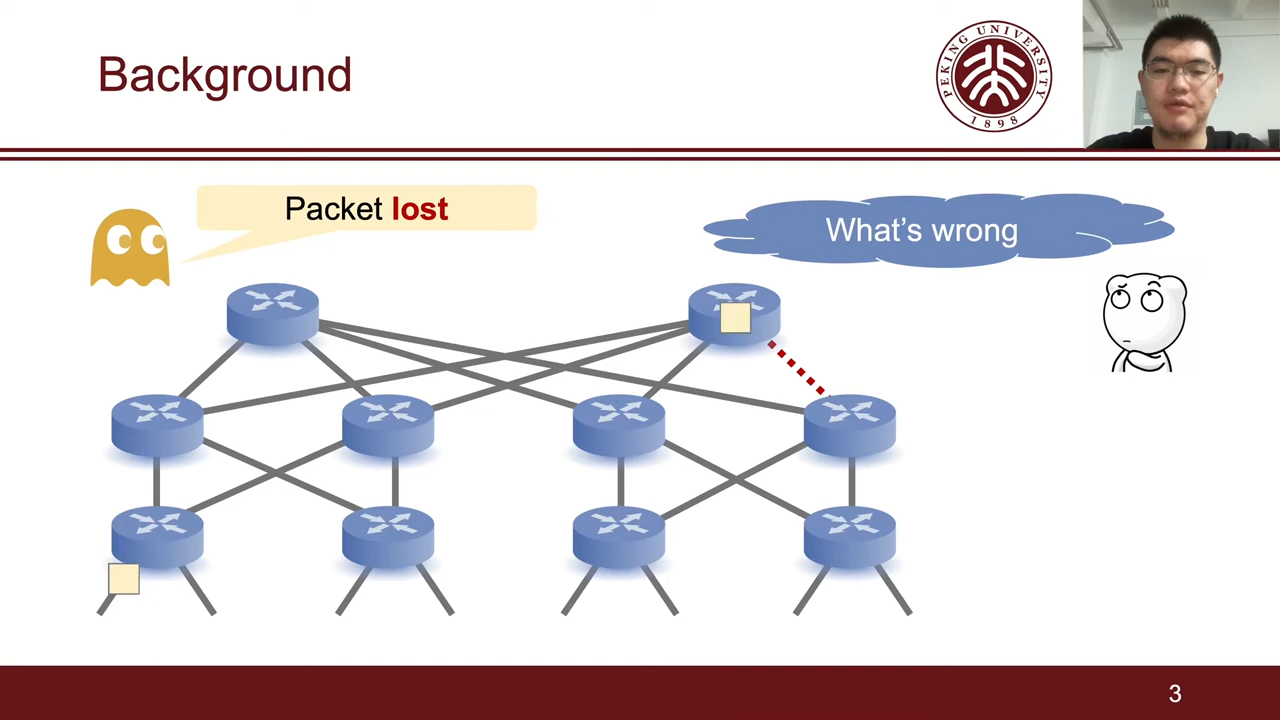 Background
PEKING UNIVERSITY
1898
Packet lost
What's wrong
3